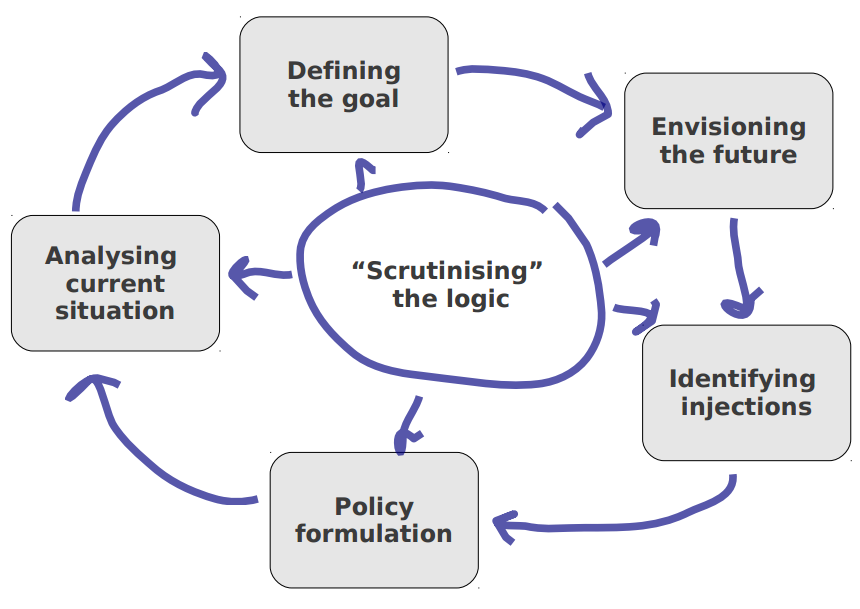 Defining
the goal
Envisioning
the future
Analysing
current
situation
“Scrutinising”
the logic
Identifying
injections
Policy
formulation